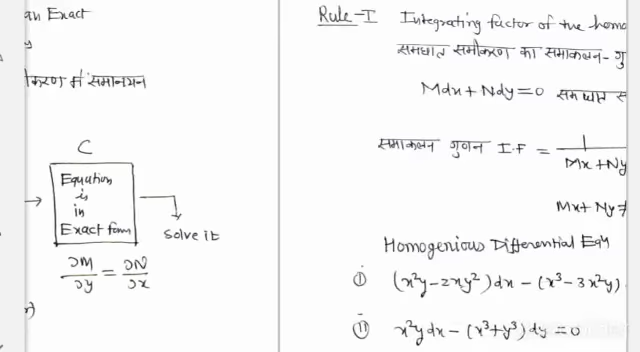 an Exact
y
में समानयन
C
Equation
is
in
Exact form
solve it
∂M/∂y = ∂N/∂x
Rule-I Integrating factor of the homo
समघात समीकरण का समाकलन-गु
Mdx + Ndy = 0 समघात स
समाकलन गुणन I.F = 1/Mx+Ny
Mx+Ny ≠
Homogenious Differential Eqn
(i) (x²y-2xy²)dx - (x³-3x²y)
(ii) x²y dx - (x³+y³)dy = 0